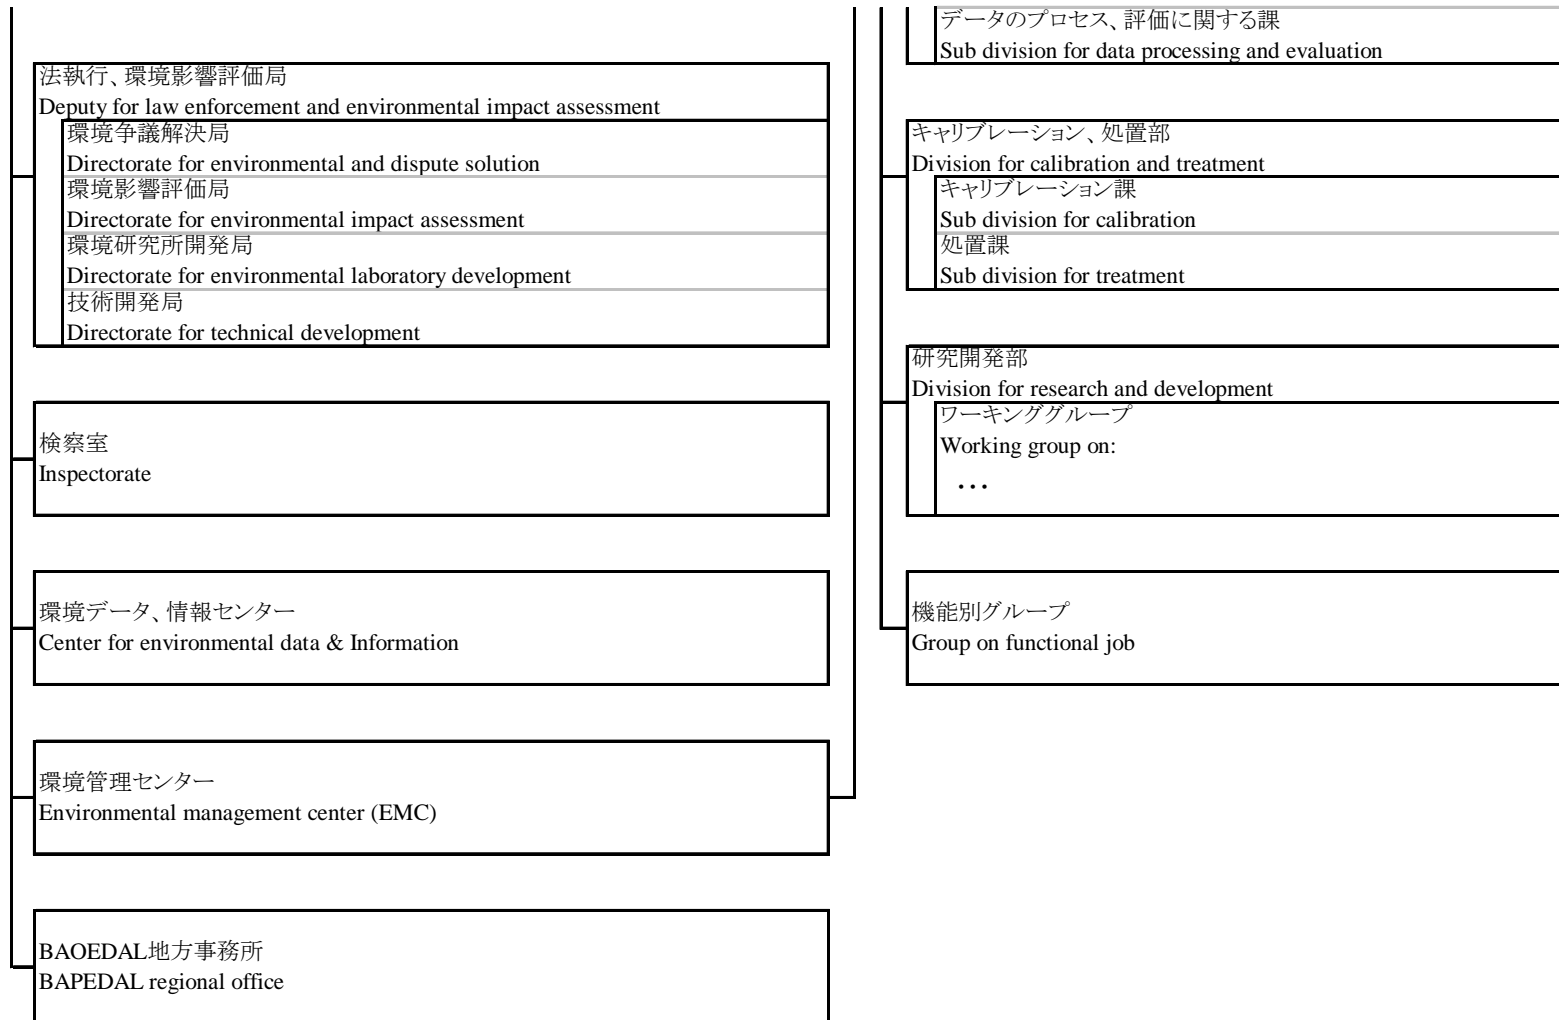 法執行、環境影響評価局
Deputy for law enforcement and environmental impact assessment
環境争議解決局
Directorate for environmental and dispute solution
環境影響評価局
Directorate for environmental impact assessment
環境研究所開発局
Directorate for environmental laboratory development
技術開発局
Directorate for technical development
検察室
Inspectorate
環境データ、情報センター
Center for environmental data & Information
環境管理センター
Environmental management center (EMC)
BAOEDAL地方事務所
BAPEDAL regional office
データのプロセス、評価に関する課
Sub division for data processing and evaluation
キャリブレーション、処置部
Division for calibration and treatment
キャリブレーション課
Sub division for calibration
処置課
Sub division for treatment
研究開発部
Division for research and development
ワーキンググループ
Working group on:
・・・
機能別グループ
Group on functional job